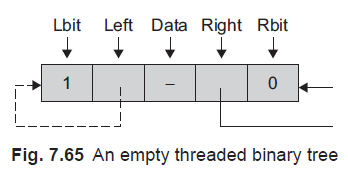 Lbit Left Data Right Rbit
1 – 0
Fig. 7.65 An empty threaded binary tree